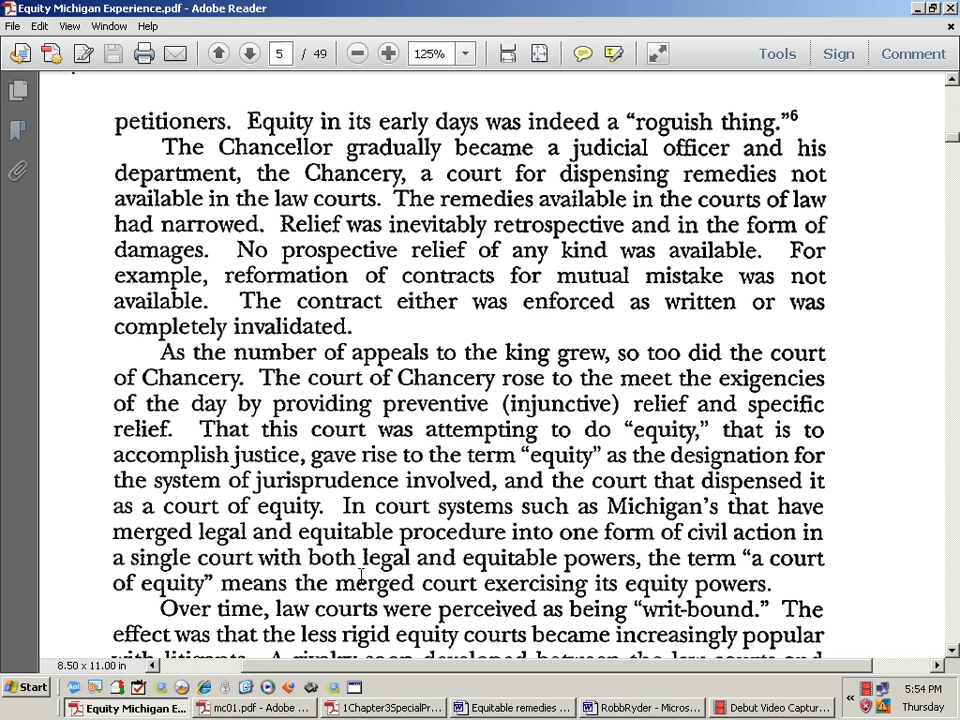 Equity Michigan Experience.pdf - Adobe Reader
File Edit View Window Help
5 / 49 125% Tools Sign Comment
petitioners. Equity in its early days was indeed a “roguish thing.”6
The Chancellor gradually became a judicial officer and his
department, the Chancery, a court for dispensing remedies not
available in the law courts. The remedies available in the courts of law
had narrowed. Relief was inevitably retrospective and in the form of
damages. No prospective relief of any kind was available. For
example, reformation of contracts for mutual mistake was not
available. The contract either was enforced as written or was
completely invalidated.
As the number of appeals to the king grew, so too did the court
of Chancery. The court of Chancery rose to the meet the exigencies
of the day by providing preventive (injunctive) relief and specific
relief. That this court was attempting to do “equity,” that is to
accomplish justice, gave rise to the term “equity” as the designation for
the system of jurisprudence involved, and the court that dispensed it
as a court of equity. In court systems such as Michigan’s that have
merged legal and equitable procedure into one form of civil action in
a single court with both legal and equitable powers, the term “a court
of equity” means the merged court exercising its equity powers.
Over time, law courts were perceived as being “writ-bound.” The
effect was that the less rigid equity courts became increasingly popular
with litigants. A rivalry soon developed between the law courts and
8.50 x 11.00 in
Start 5:54 PM
Equity Michigan E... mc01.pdf - Adobe ... 1Chapter3SpecialPr... Equitable remedies ... RobbRyder - Micros... Debut Video Captur... Thursday